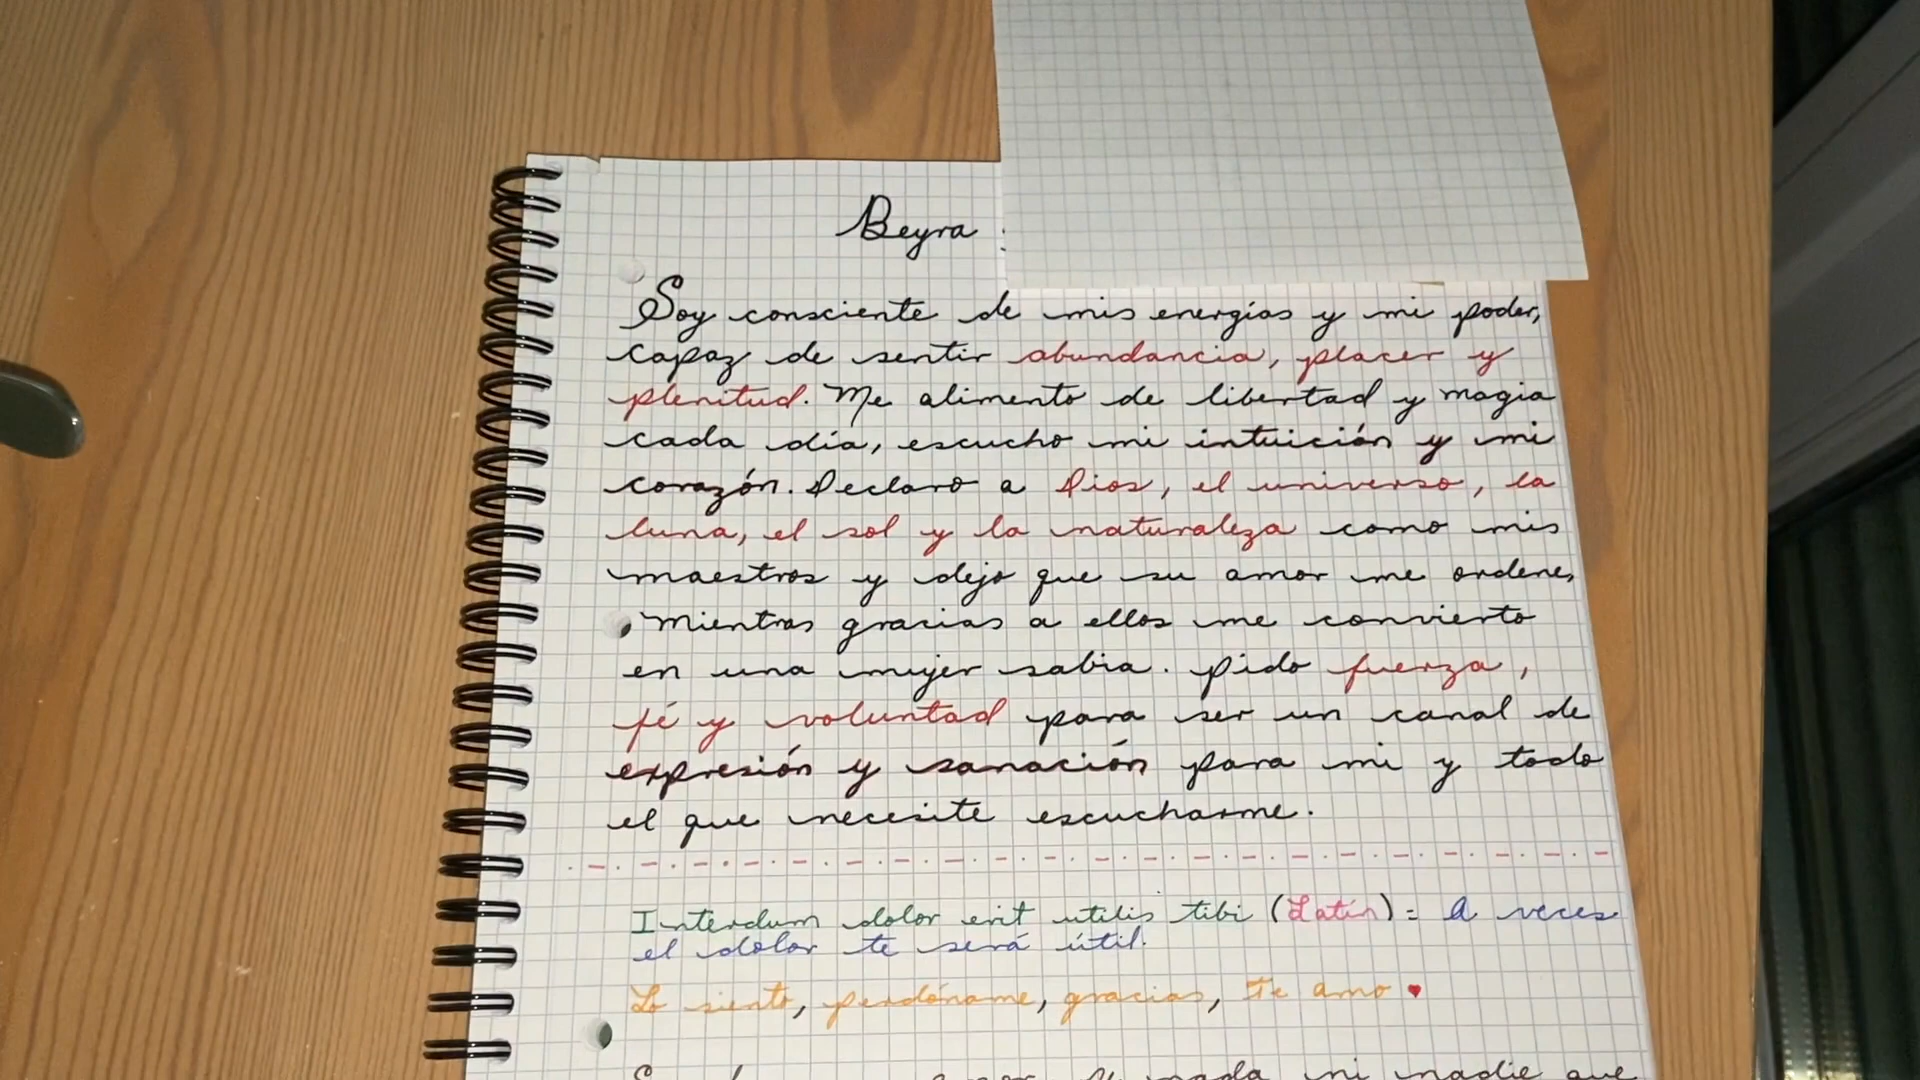 Beyra
Soy consciente de mis energías y mi poder,
capaz de sentir abundancia, placer y
plenitud. Me alimento de libertad y magia
cada día, escucho mi intuición y mi
corazón. Declaro a Dios, el universo, la
luna, el sol y la naturaleza como mis
maestros y dejo que su amor me ordene,
mientras gracias a ellos me convierto
en una mujer sabia. Pido fuerza,
fé y voluntad para ser un canal de
expresión y sanación para mi y todo
el que necesite escucharme.
Interdum dolor erit utilis tibi (Latín) = A veces
el dolor te será útil.
Lo siento, perdóname, gracias, te amo ♥
nada ni nadie que